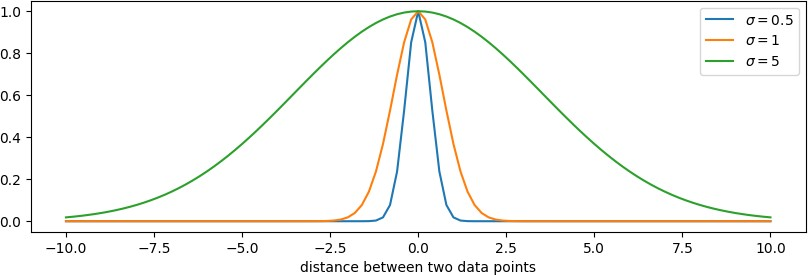 1.0
0.8
0.6
0.4
0.2
0.0
σ = 0.5
σ = 1
σ = 5
−10.0 −7.5 −5.0 −2.5 0.0 2.5 5.0 7.5 10.0
distance between two data points